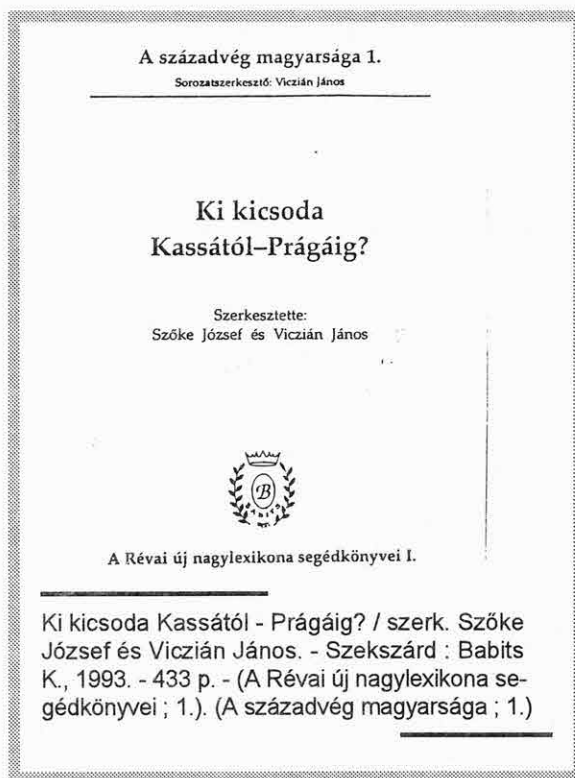 A századvég magyarsága 1.
Sorozatszerkesztő: Viczián János
Ki kicsoda
Kassától–Prágáig?
Szerkesztette:
Szőke József és Viczián János
B
BABITS
A Révai új nagylexikona segédkönyvei I.
Ki kicsoda Kassától - Prágáig? / szerk. Szőke
József és Viczián János. - Szekszárd : Babits
K., 1993. - 433 p. - (A Révai új nagylexikona se-
gédkönyvei ; 1.). (A századvég magyarsága ; 1.)